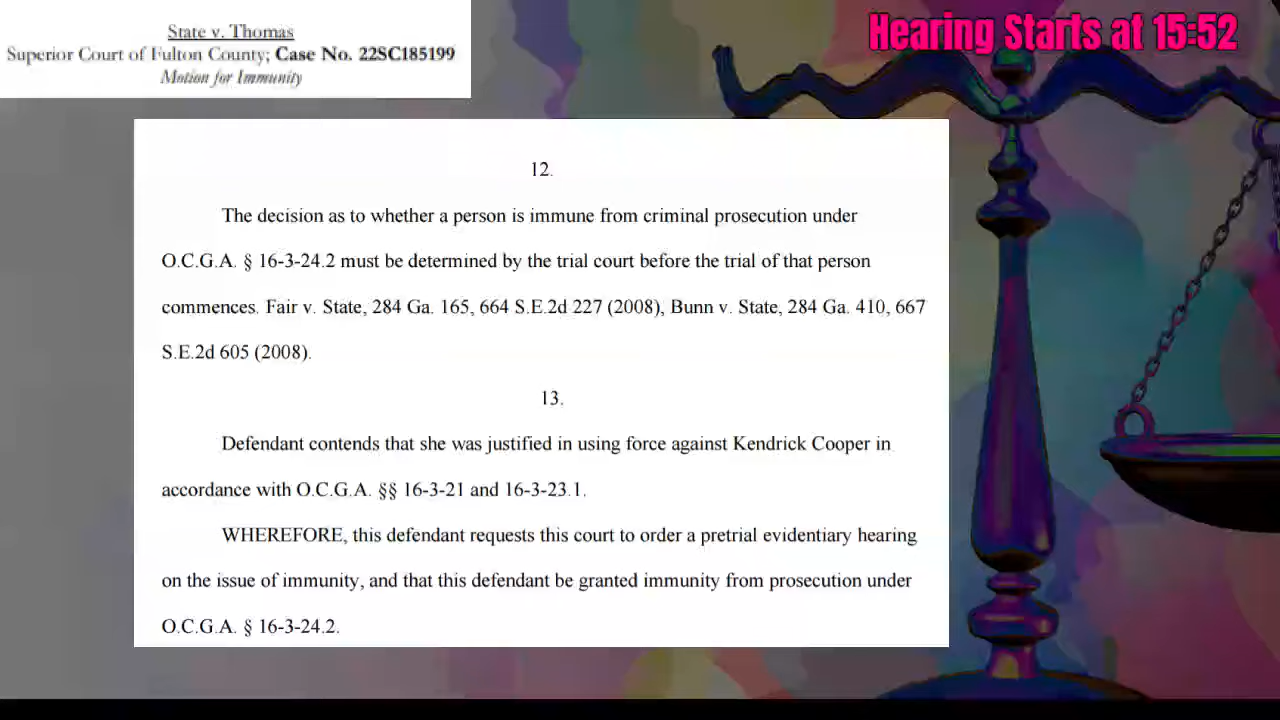 State v. Thomas
Superior Court of Fulton County; Case No. 22SC185199
Motion for Immunity
Hearing Starts at 15:52
12.
The decision as to whether a person is immune from criminal prosecution under
O.C.G.A. § 16-3-24.2 must be determined by the trial court before the trial of that person
commences. Fair v. State, 284 Ga. 165, 664 S.E.2d 227 (2008), Bunn v. State, 284 Ga. 410, 667
S.E.2d 605 (2008).
13.
Defendant contends that she was justified in using force against Kendrick Cooper in
accordance with O.C.G.A. §§ 16-3-21 and 16-3-23.1.
WHEREFORE, this defendant requests this court to order a pretrial evidentiary hearing
on the issue of immunity, and that this defendant be granted immunity from prosecution under
O.C.G.A. § 16-3-24.2.